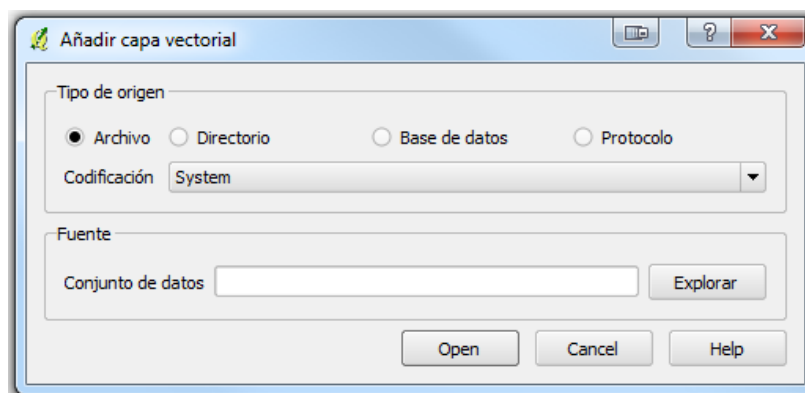 Añadir capa vectorial
Tipo de origen
Archivo Directorio Base de datos Protocolo
Codificación System
Fuente
Conjunto de datos Explorar
Open Cancel Help